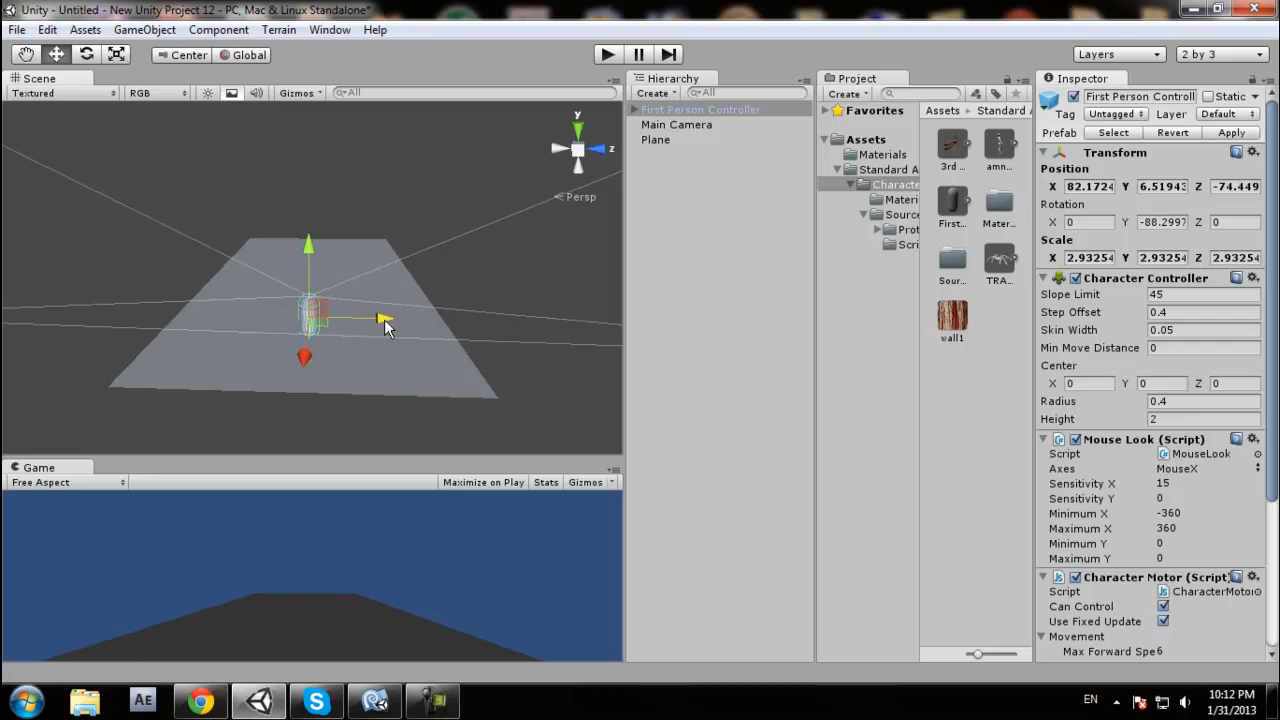 Unity - Untitled - New Unity Project 12 - PC, Mac & Linux Standalone*
File Edit Assets GameObject Component Terrain Window Help
Center Global Layers 2 by 3
Scene
Textured RGB Gizmos All
y
z
Persp
Game
Free Aspect Maximize on Play Stats Gizmos
Hierarchy
Create All
First Person Controller
Main Camera
Plane
Project
Create
Favorites
Assets
Materials
Standard A
Characte
Materi
Source
Prot
Scri
Assets Standard A
3rd ... amn...
First... Mater...
Sour... TRA...
wall1
Inspector
First Person Controll Static
Tag Untagged Layer Default
Prefab Select Revert Apply
Transform
Position
X 82.1724 Y 6.51943 Z -74.449
Rotation
X 0 Y -88.2997 Z 0
Scale
X 2.93254 Y 2.93254 Z 2.93254
Character Controller
Slope Limit 45
Step Offset 0.4
Skin Width 0.05
Min Move Distance 0
Center
X 0 Y 0 Z 0
Radius 0.4
Height 2
Mouse Look (Script)
Script MouseLook
Axes MouseX
Sensitivity X 15
Sensitivity Y 0
Minimum X -360
Maximum X 360
Minimum Y 0
Maximum Y 0
Character Motor (Script)
Script CharacterMoto
Can Control
Use Fixed Update
Movement
Max Forward Spe 6
AE
EN
10:12 PM
1/31/2013